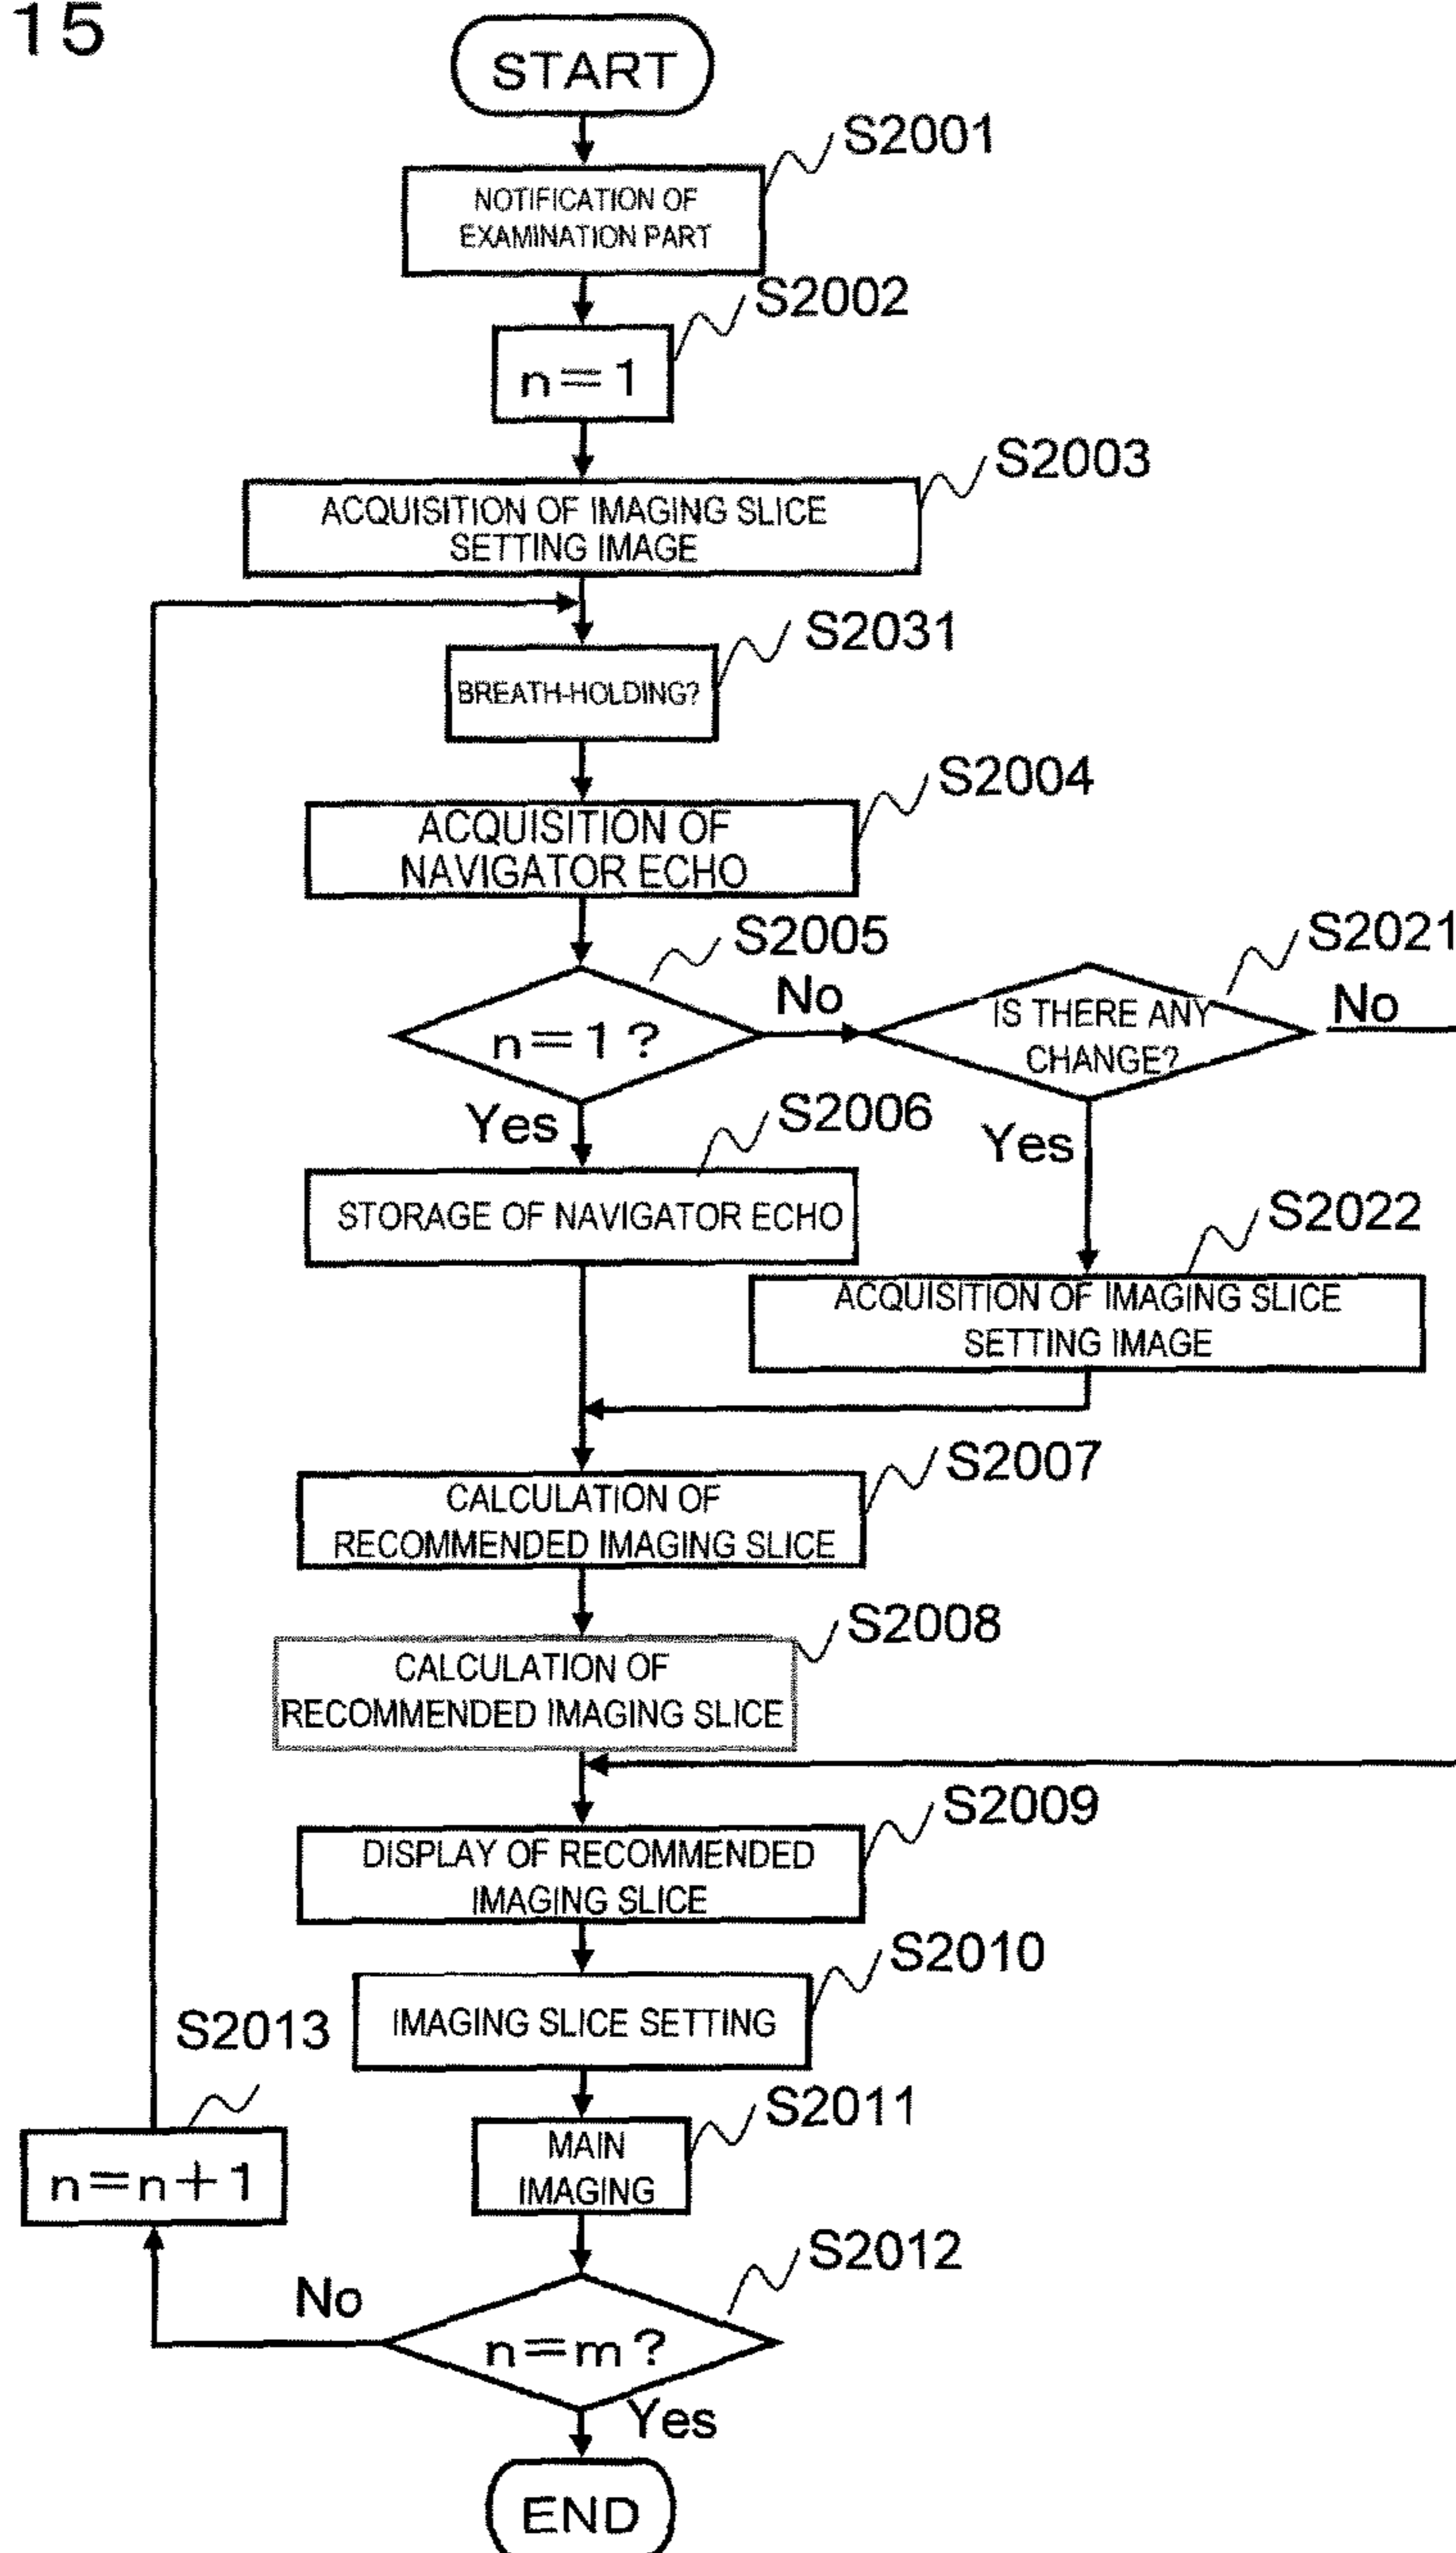 15
START
S2001
NOTIFICATION OF
EXAMINATION PART
S2002
n=1
S2003
ACQUISITION OF IMAGING SLICE
SETTING IMAGE
S2031
BREATH-HOLDING?
S2004
ACQUISITION OF
NAVIGATOR ECHO
S2005
n=1?
No
S2021
IS THERE ANY
CHANGE?
No
Yes
S2006
STORAGE OF NAVIGATOR ECHO
Yes
S2022
ACQUISITION OF IMAGING SLICE
SETTING IMAGE
S2007
CALCULATION OF
RECOMMENDED IMAGING SLICE
S2008
CALCULATION OF
RECOMMENDED IMAGING SLICE
S2009
DISPLAY OF RECOMMENDED
IMAGING SLICE
S2010
IMAGING SLICE SETTING
S2013
n=n+1
S2011
MAIN
IMAGING
S2012
n=m?
No
Yes
END